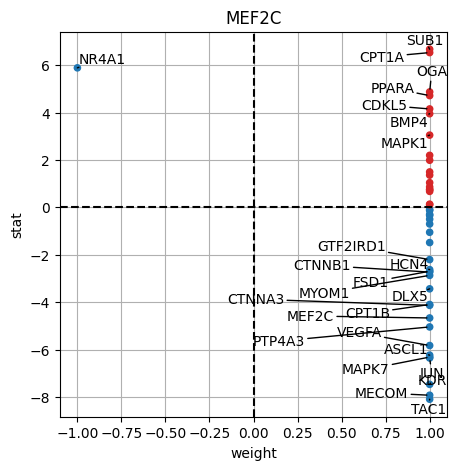 MEF2C
SUB1
NR4A1
CPT1A
OGA
PPARA
CDKL5
BMP4
MAPK1
GTF2IRD1
HCN4
CTNNB1
FSD1
MYOM1
DLX5
CTNNA3
CPT1B
MEF2C
VEGFA
PTP4A3
ASCL1
MAPK7
JUN
KDR
MECOM
TAC1
stat
6
4
2
0
−2
−4
−6
−8
−1.00 −0.75 −0.50 −0.25 0.00 0.25 0.50 0.75 1.00
weight